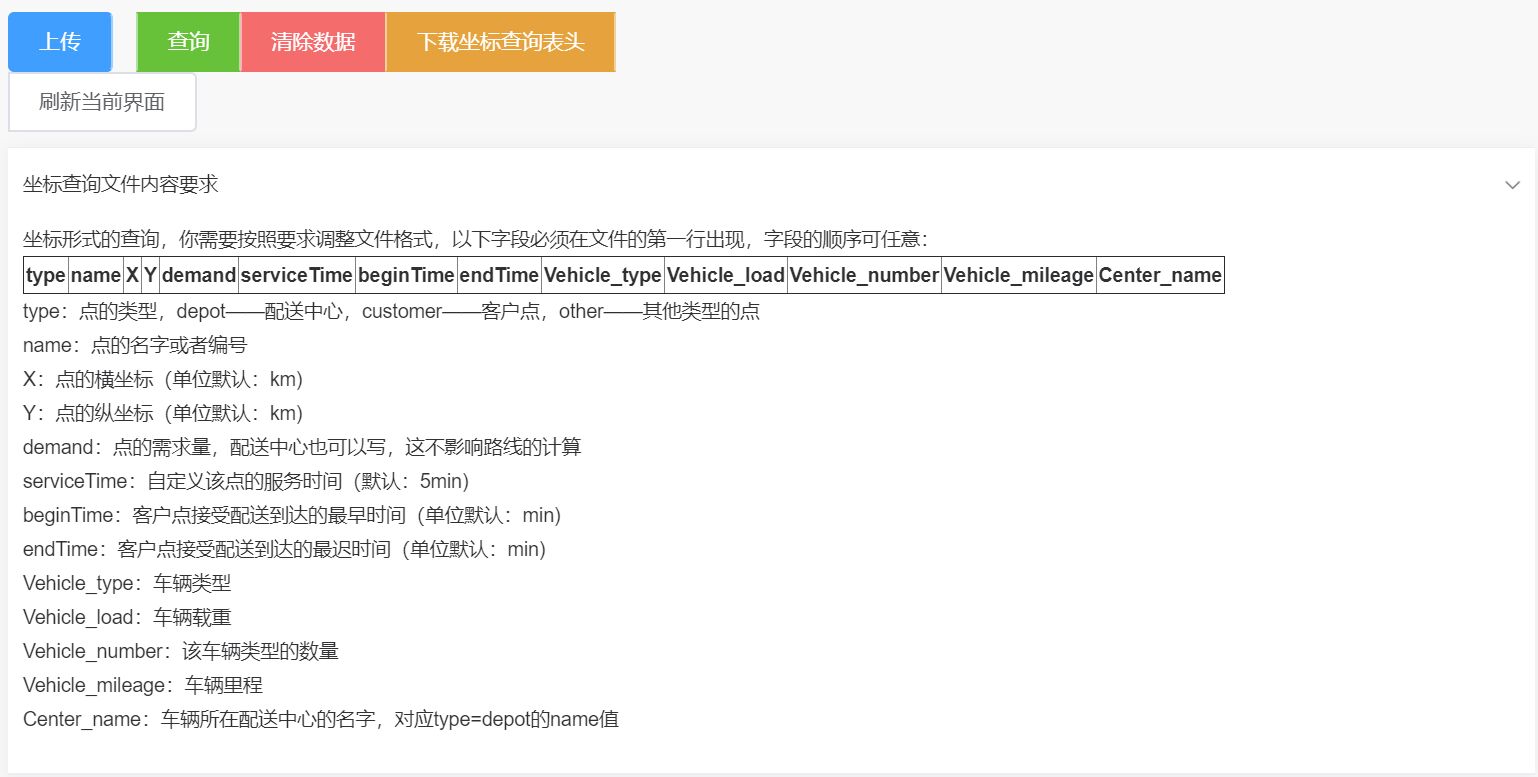 上传 查询 清除数据 下载坐标查询表头
刷新当前界面
坐标查询文件内容要求
坐标形式的查询，你需要按照要求调整文件格式，以下字段必须在文件的第一行出现，字段的顺序可任意：
type name X Y demand serviceTime beginTime endTime Vehicle_type Vehicle_load Vehicle_number Vehicle_mileage Center_name
type：点的类型，depot——配送中心，customer——客户点，other——其他类型的点
name：点的名字或者编号
X：点的横坐标（单位默认：km）
Y：点的纵坐标（单位默认：km）
demand：点的需求量，配送中心也可以写，这不影响路线的计算
serviceTime：自定义该点的服务时间（默认：5min）
beginTime：客户点接受配送到达的最早时间（单位默认：min）
endTime：客户点接受配送到达的最迟时间（单位默认：min）
Vehicle_type：车辆类型
Vehicle_load：车辆载重
Vehicle_number：该车辆类型的数量
Vehicle_mileage：车辆里程
Center_name：车辆所在配送中心的名字，对应type=depot的name值